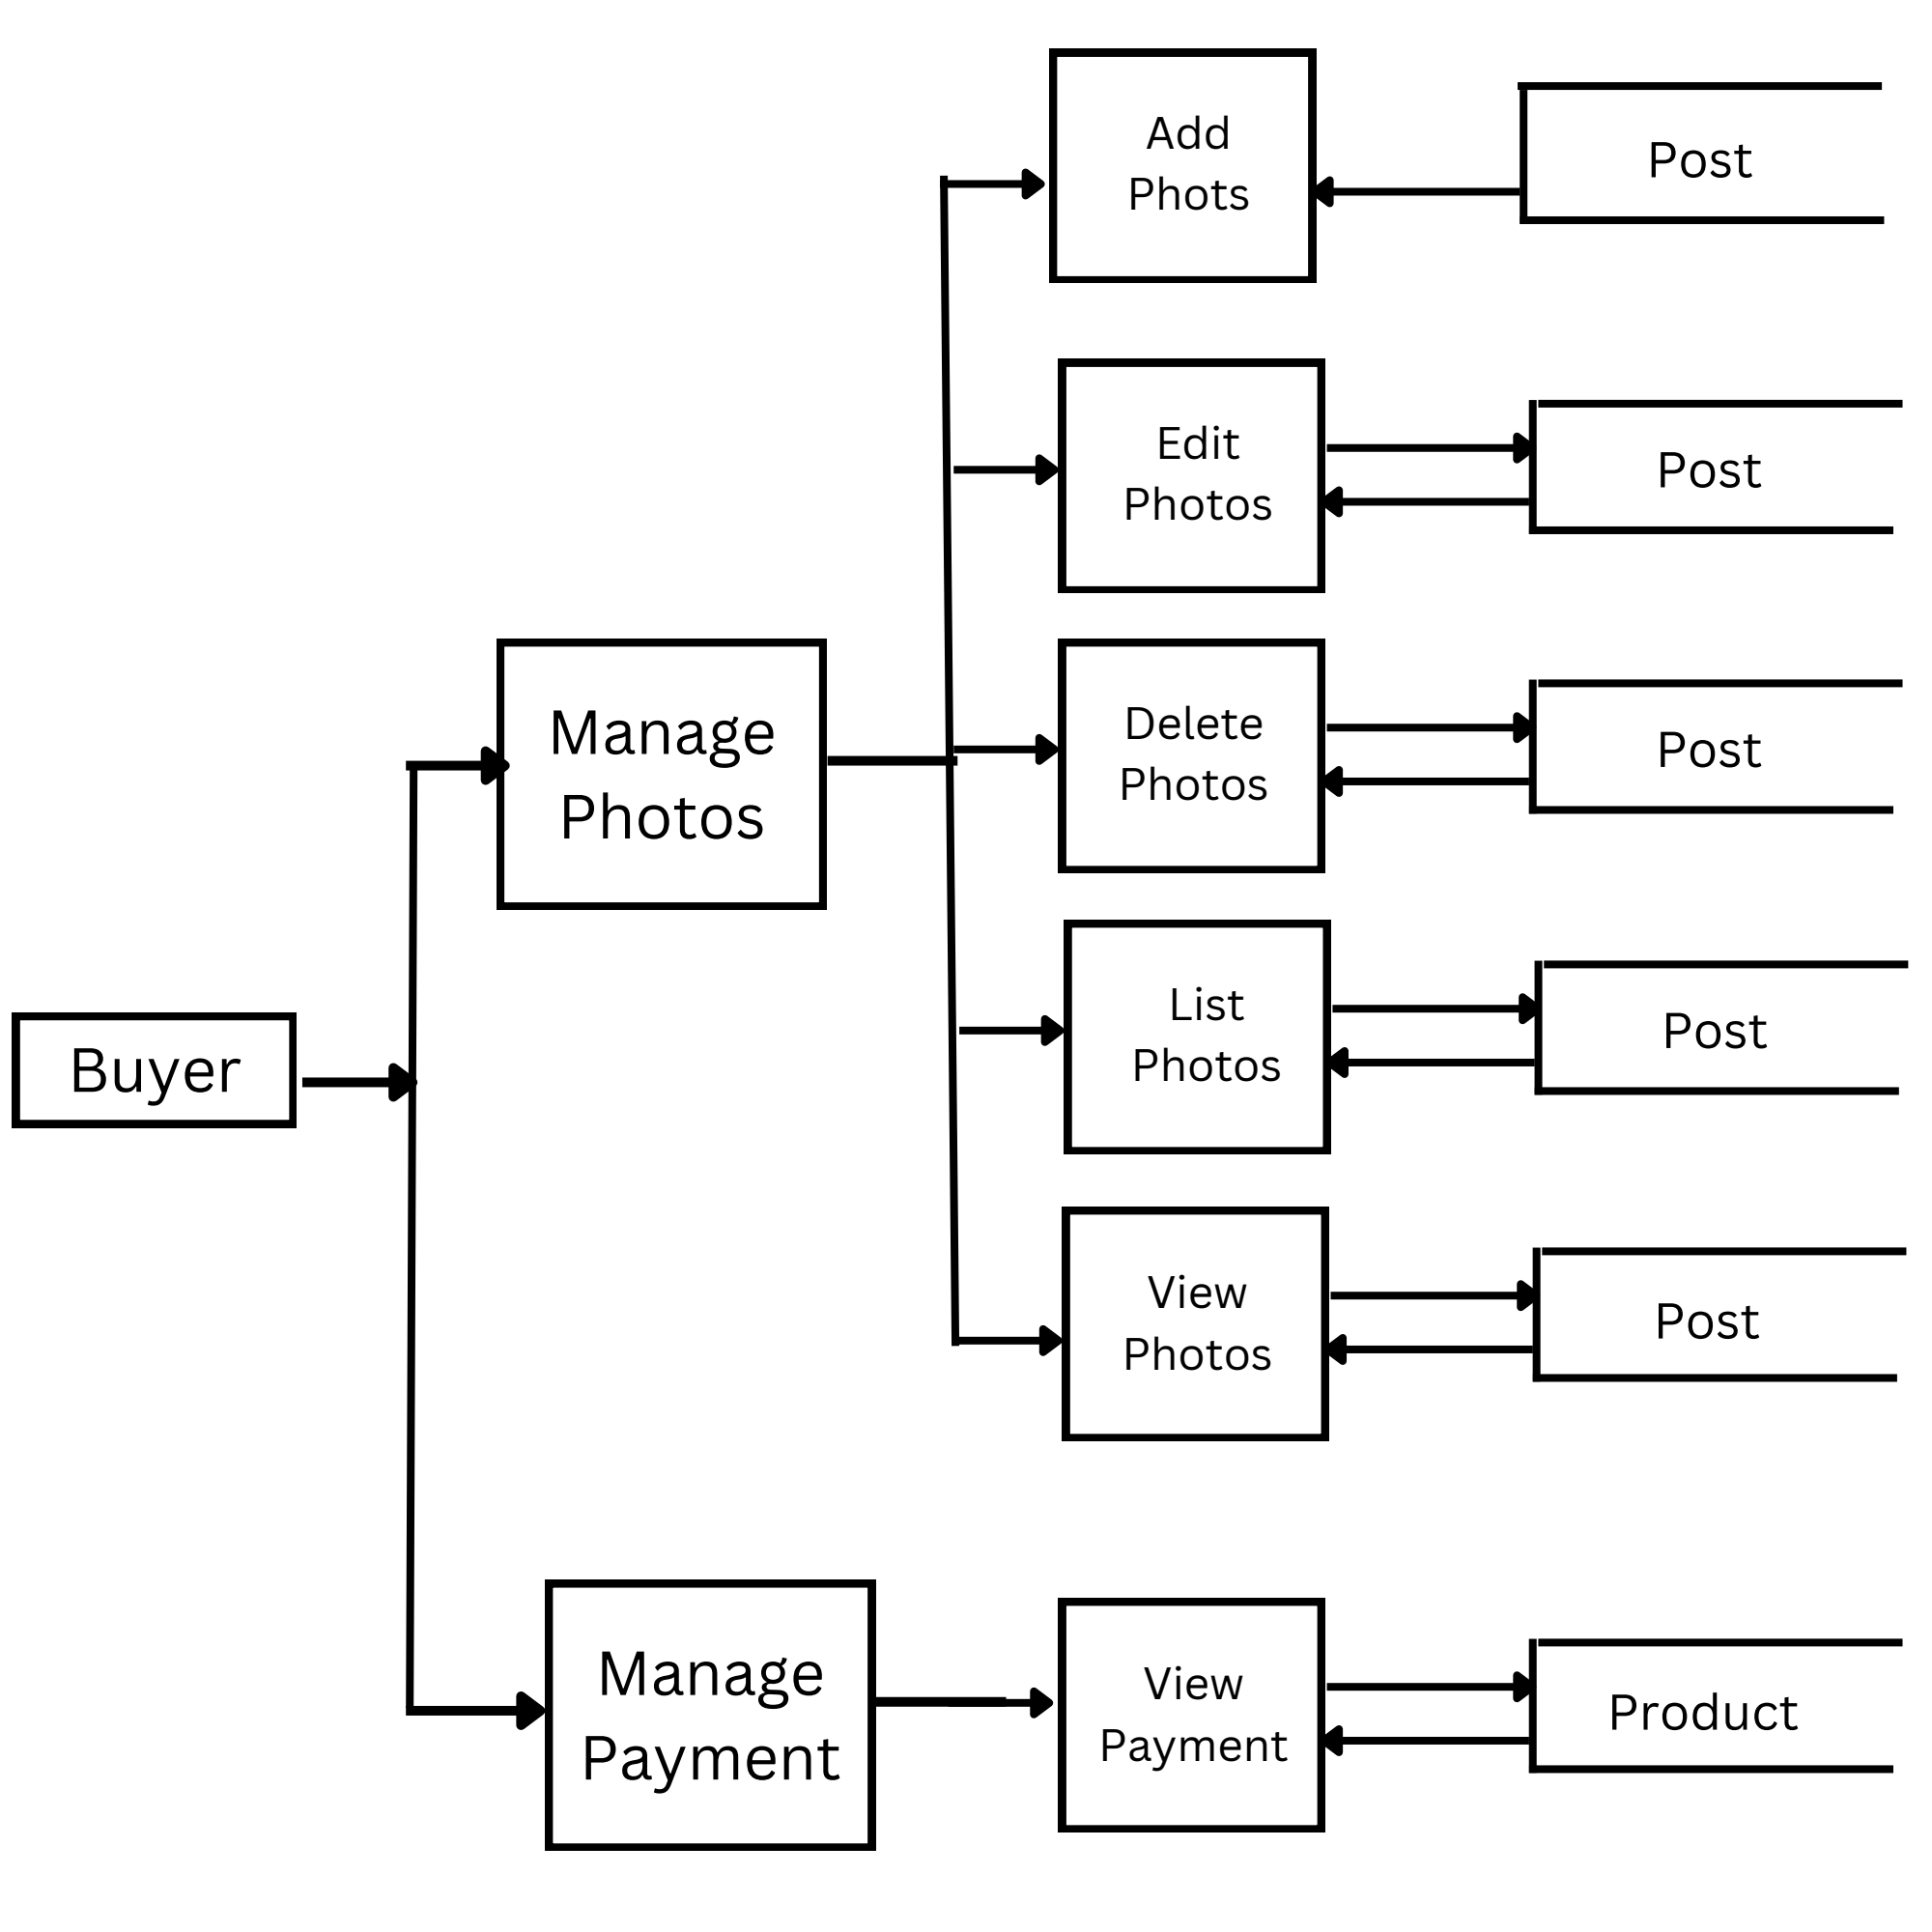 Add
Phots
Post
Edit
Photos
Post
Manage
Photos
Delete
Photos
Post
Buyer
List
Photos
Post
View
Photos
Post
Manage
Payment
View
Payment
Product